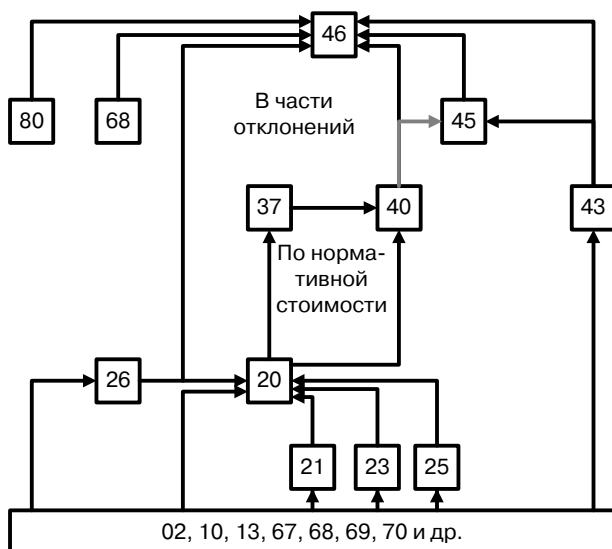 46
80
68
В части
отклонений
45
37
40
43
По норма-
тивной
стоимости
26
20
21
23
25
02, 10, 13, 67, 68, 69, 70 и др.